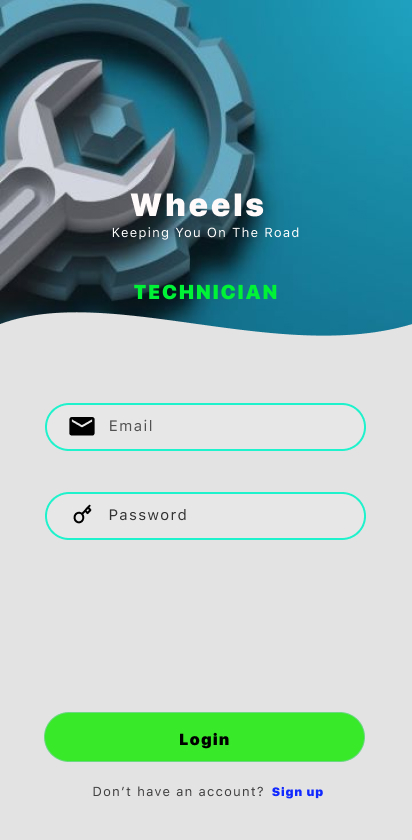 Wheels
Keeping You On The Road
TECHNICIAN
Email
Password
Login
Don't have an account? Sign up